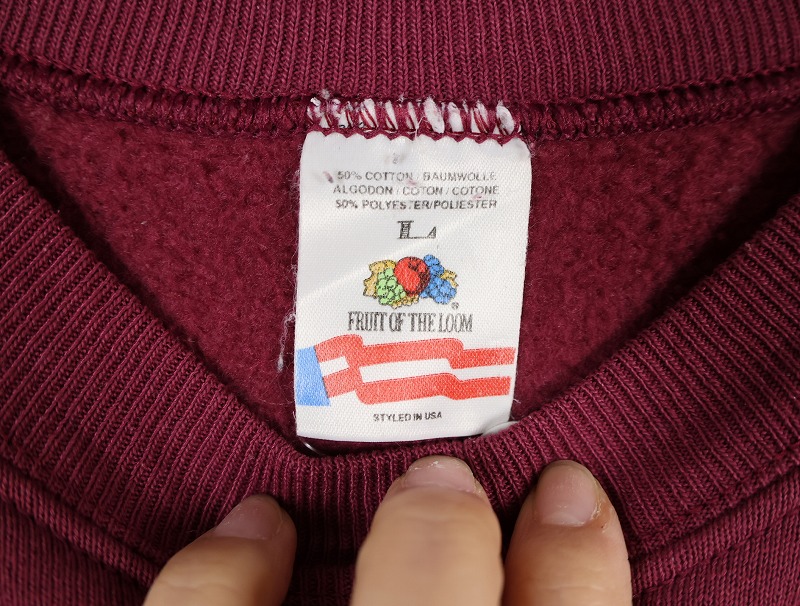 50% COTTON / BAUMWOLLE
ALGODON / COTON / COTONE
50% POLYESTER/POLIESTER
L
®
FRUIT OF THE LOOM
STYLED IN USA